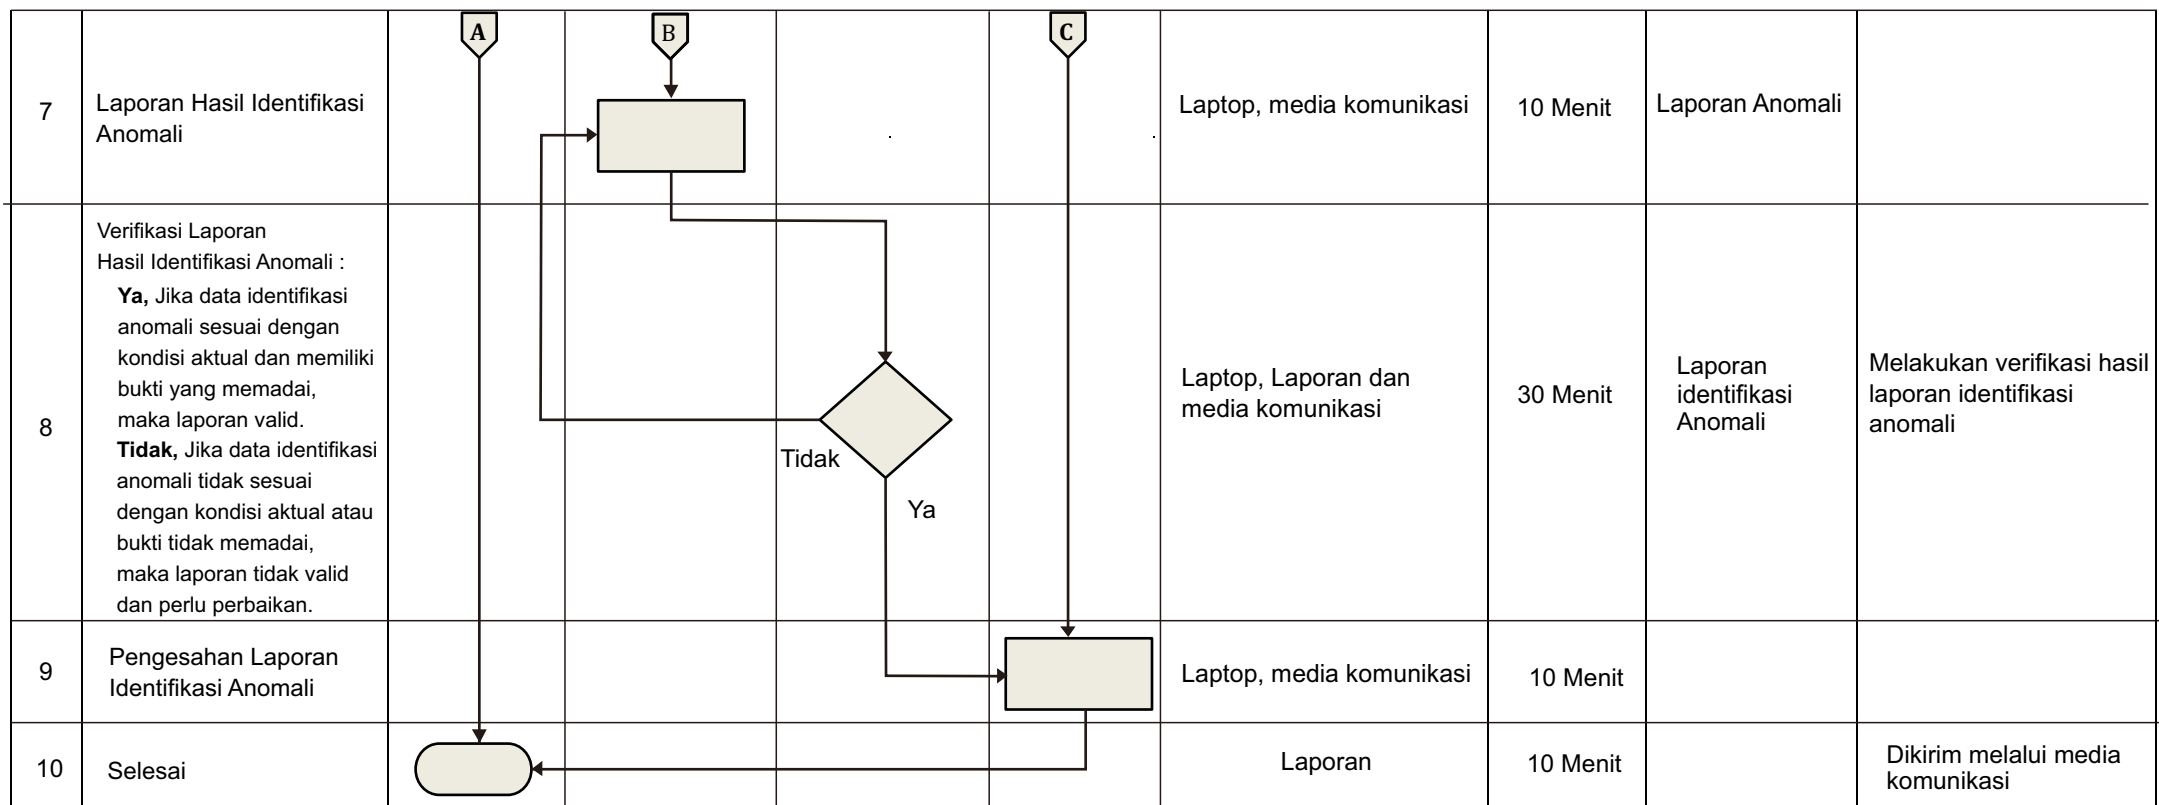 A
B
C
7
Laporan Hasil Identifikasi
Anomali
Laptop, media komunikasi
10 Menit
Laporan Anomali
8
Verifikasi Laporan
Hasil Identifikasi Anomali :
Ya, Jika data identifikasi
anomali sesuai dengan
kondisi aktual dan memiliki
bukti yang memadai,
maka laporan valid.
Tidak, Jika data identifikasi
anomali tidak sesuai
dengan kondisi aktual atau
bukti tidak memadai,
maka laporan tidak valid
dan perlu perbaikan.
Tidak
Ya
Laptop, Laporan dan
media komunikasi
30 Menit
Laporan
identifikasi
Anomali
Melakukan verifikasi hasil
laporan identifikasi
anomali
9
Pengesahan Laporan
Identifikasi Anomali
Laptop, media komunikasi
10 Menit
10
Selesai
Laporan
10 Menit
Dikirim melalui media
komunikasi